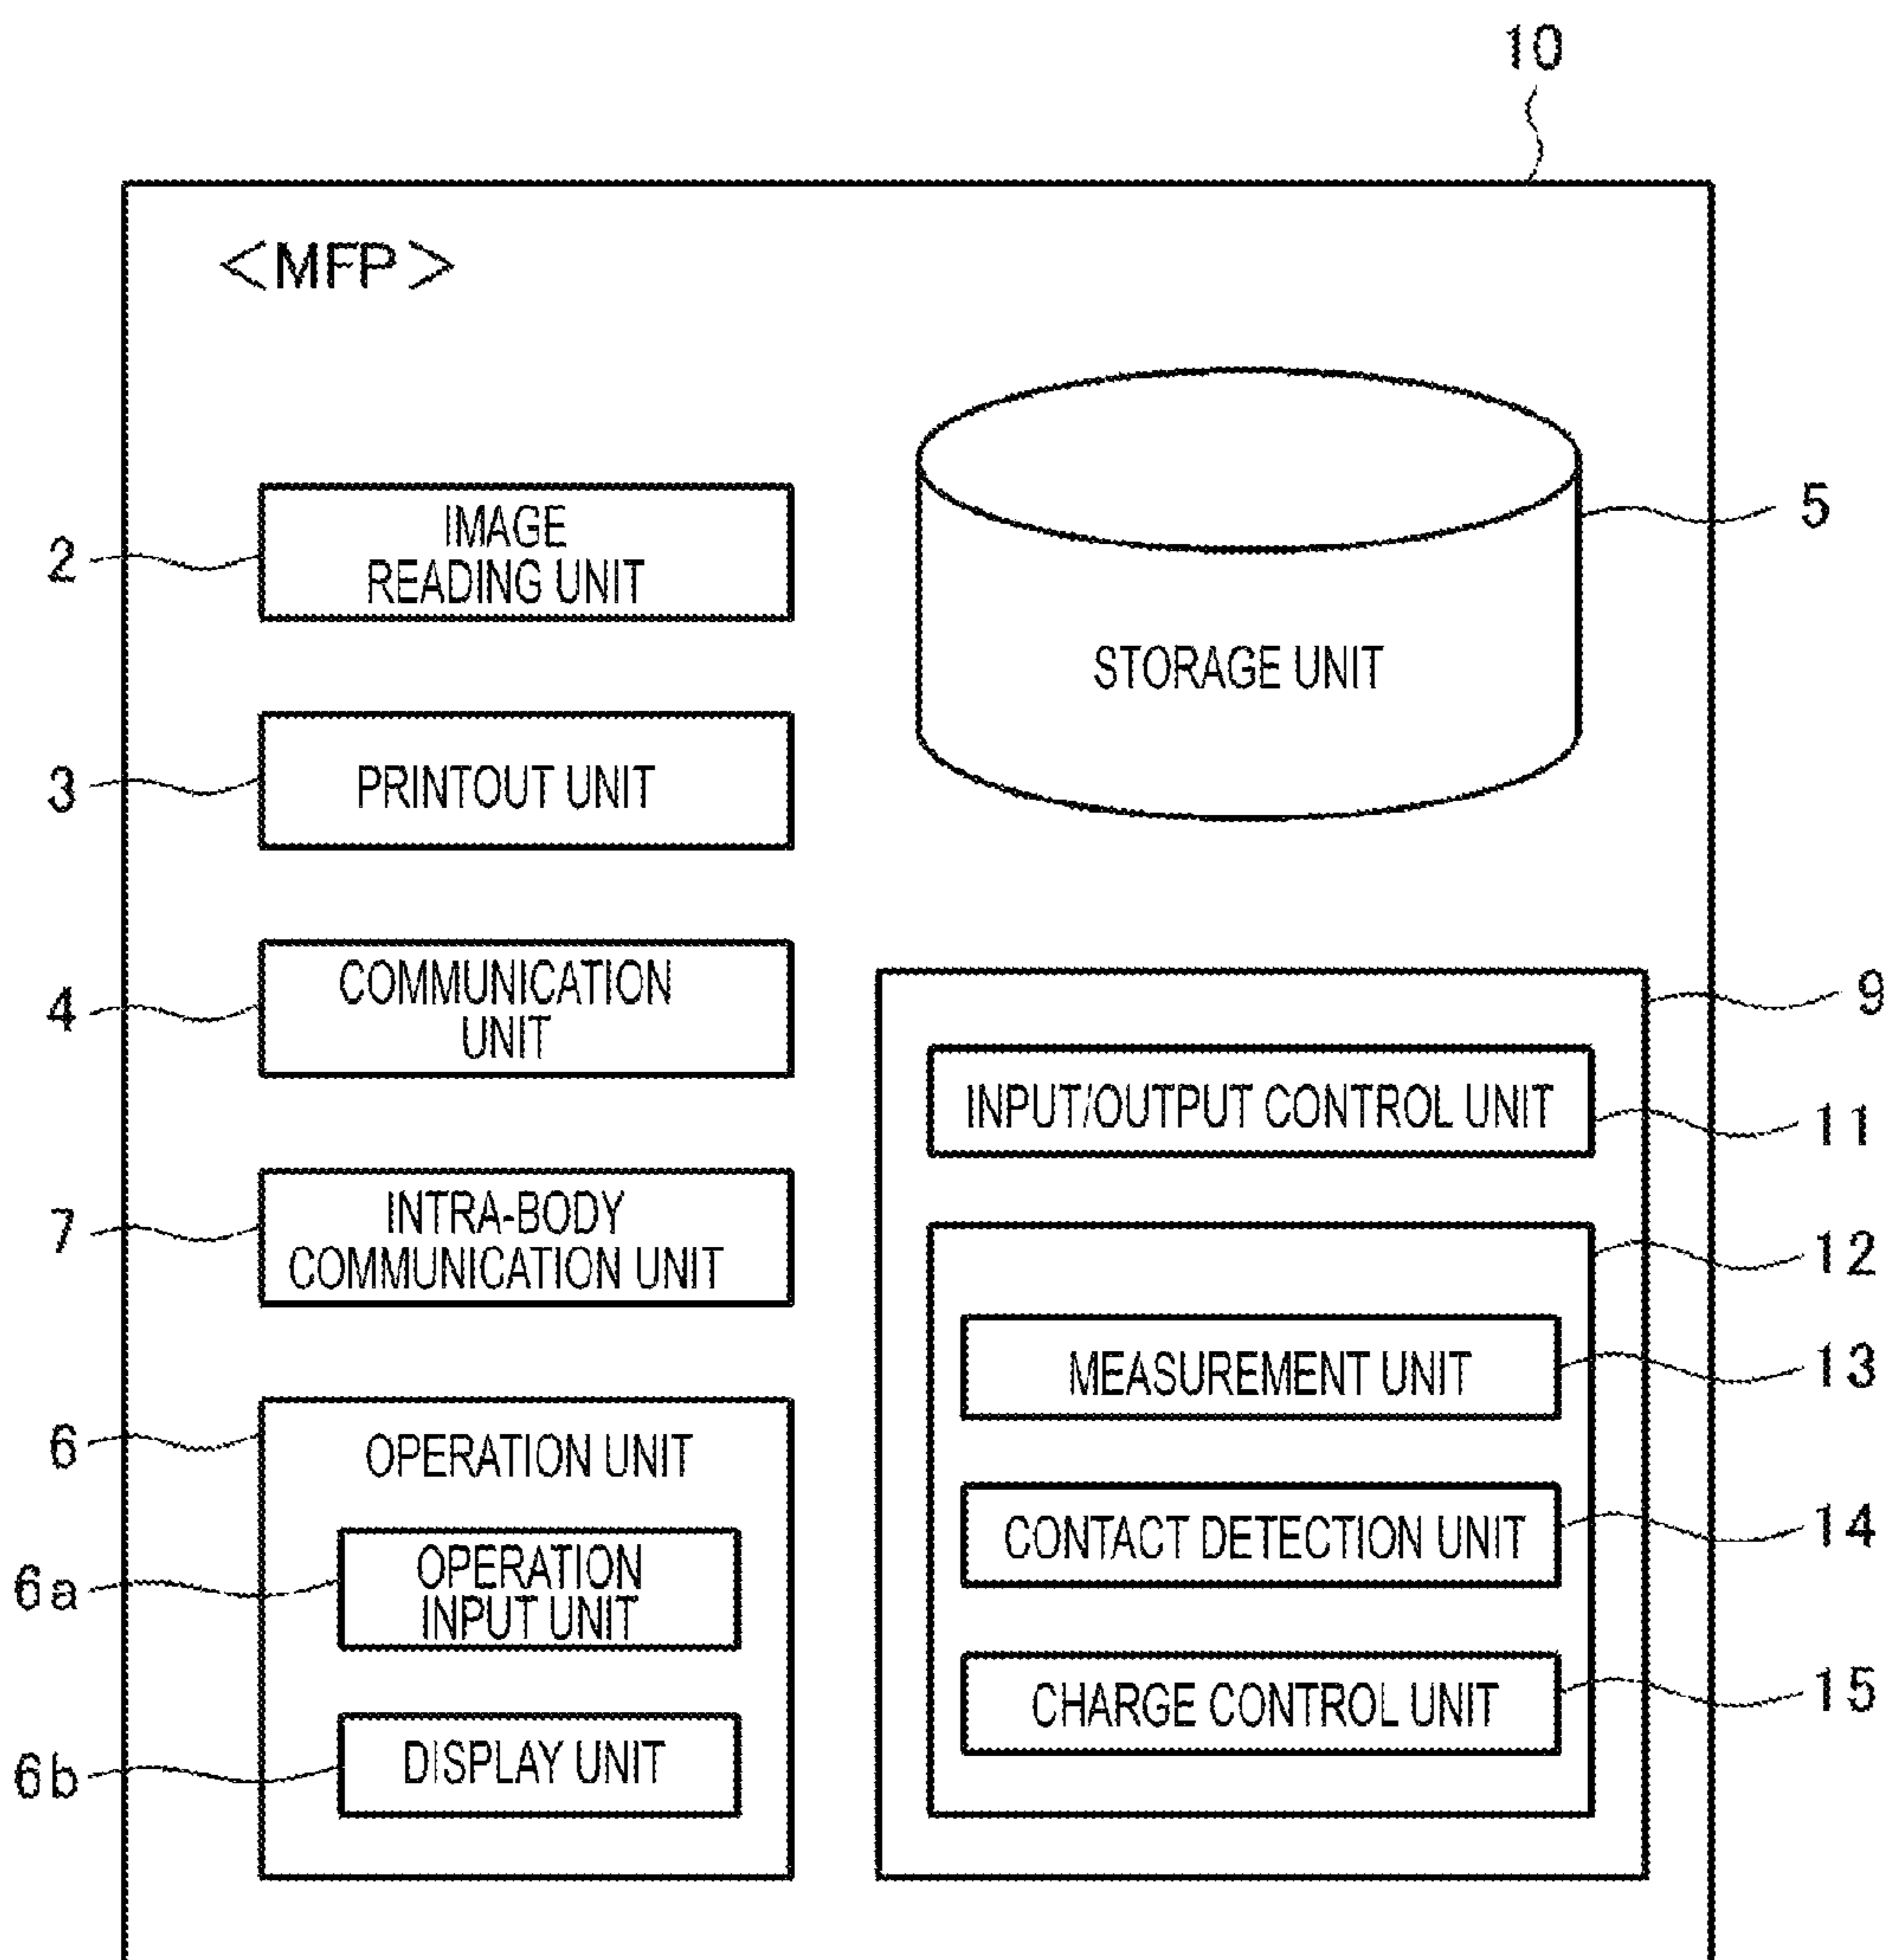 10
<MFP>
5
STORAGE UNIT
2
IMAGE
READING UNIT
3
PRINTOUT UNIT
4
COMMUNICATION
UNIT
7
INTRA-BODY
COMMUNICATION UNIT
6
OPERATION UNIT
6a
OPERATION
INPUT UNIT
6b
DISPLAY UNIT
9
INPUT/OUTPUT CONTROL UNIT
11
12
MEASUREMENT UNIT
13
CONTACT DETECTION UNIT
14
CHARGE CONTROL UNIT
15